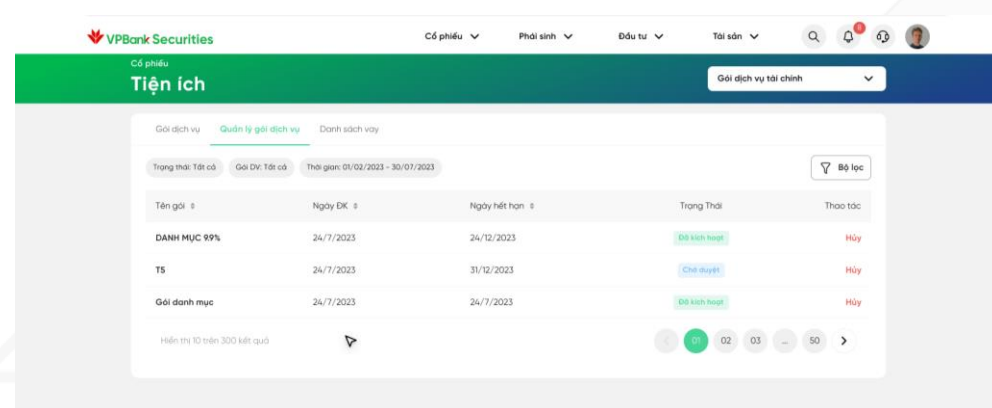 VPBank Securities Cổ phiếu Phái sinh Đầu tư Tài sản 8
Cổ phiếu
Tiện ích Gói dịch vụ tài chính
Gói dịch vụ Quản lý gói dịch vụ Danh sách vay
Trạng thái: Tất cả Gói DV: Tất cả Thời gian: 01/02/2023 - 30/07/2023 Bộ lọc
Tên gói Ngày ĐK Ngày hết hạn Trạng Thái Thao tác
DANH MỤC 9.9% 24/7/2023 24/12/2023 Đã kích hoạt Hủy
T5 24/7/2023 31/12/2023 Chờ duyệt Hủy
Gói danh mục 24/7/2023 24/7/2023 Đã kích hoạt Hủy
Hiển thị 10 trên 300 kết quả 01 02 03 ... 50